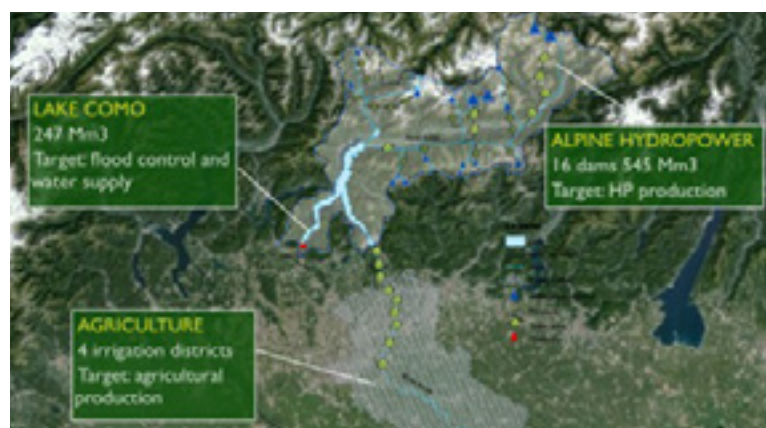 LAKE COMO
247 Mm3
Target: flood control and
water supply
ALPINE HYDROPOWER
16 dams 545 Mm3
Target: HP production
AGRICULTURE
4 irrigation districts
Target: agricultural
production